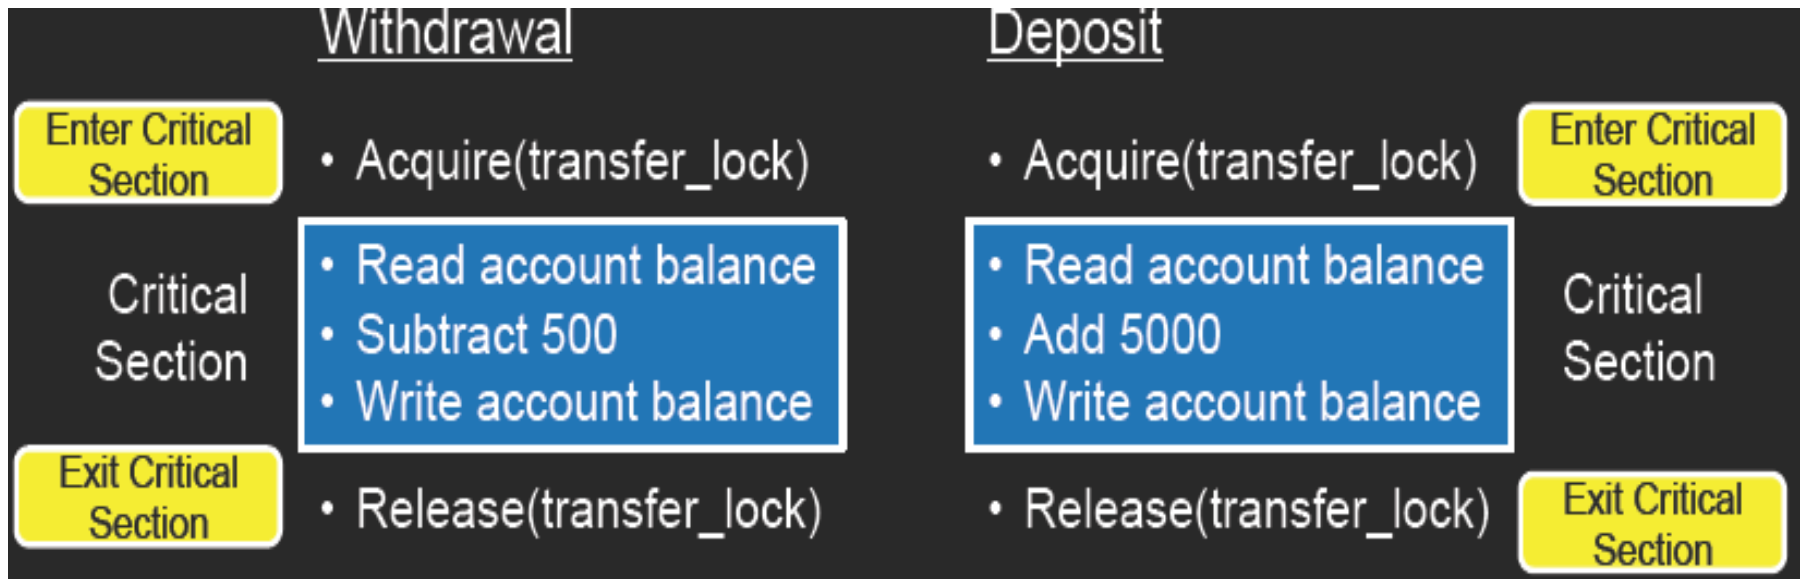 Withdrawal
Enter Critical
Section
• Acquire(transfer_lock)
Critical
Section
• Read account balance
• Subtract 500
• Write account balance
Exit Critical
Section
• Release(transfer_lock)
Deposit
• Acquire(transfer_lock)
Enter Critical
Section
• Read account balance
• Add 5000
• Write account balance
Critical
Section
• Release(transfer_lock)
Exit Critical
Section